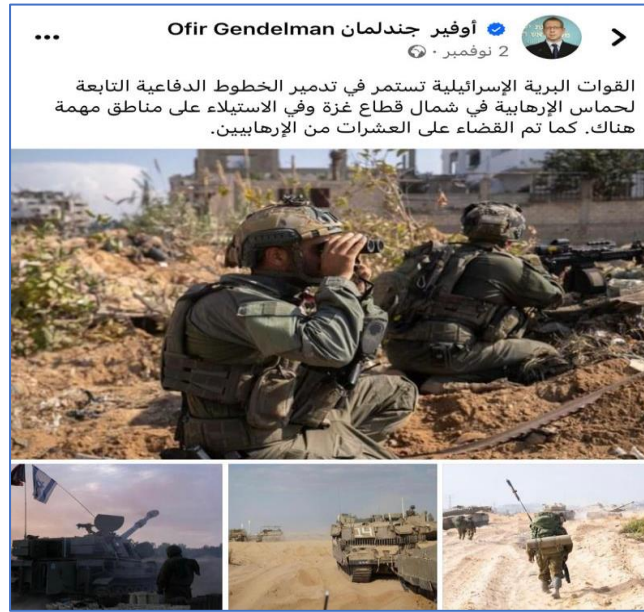 أوفير جندلمان Ofir Gendelman
2 نوفمبر ·
القوات البرية الإسرائيلية تستمر في تدمير الخطوط الدفاعية التابعة
لحماس الإرهابية في شمال قطاع غزة وفي الاستيلاء على مناطق مهمة
هناك. كما تم القضاء على العشرات من الإرهابيين.